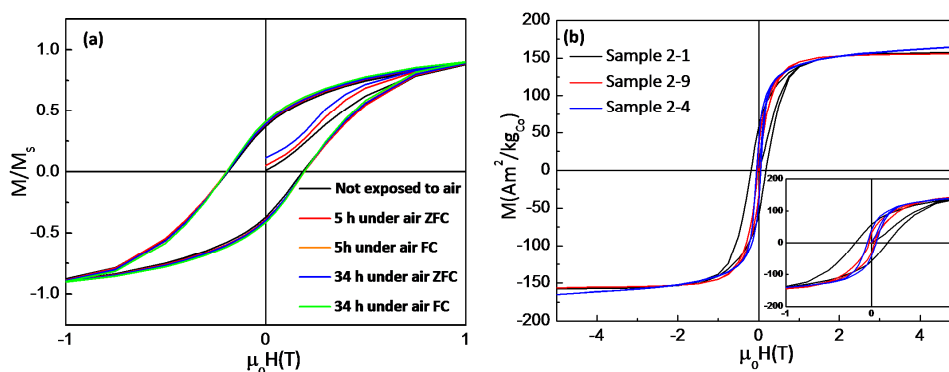 (a)
M/M_s
1.0
0.5
0.0
-0.5
-1.0
Not exposed to air
5 h under air ZFC
5h under air FC
34 h under air ZFC
34 h under air FC
-1 0 1
μ₀H(T)
(b)
M(Am²/kg_Co)
200
150
100
50
0
-50
-100
-150
-200
Sample 2-1
Sample 2-9
Sample 2-4
200
100
0
-100
-200
-1 0
-4 -2 0 2 4
μ₀H(T)